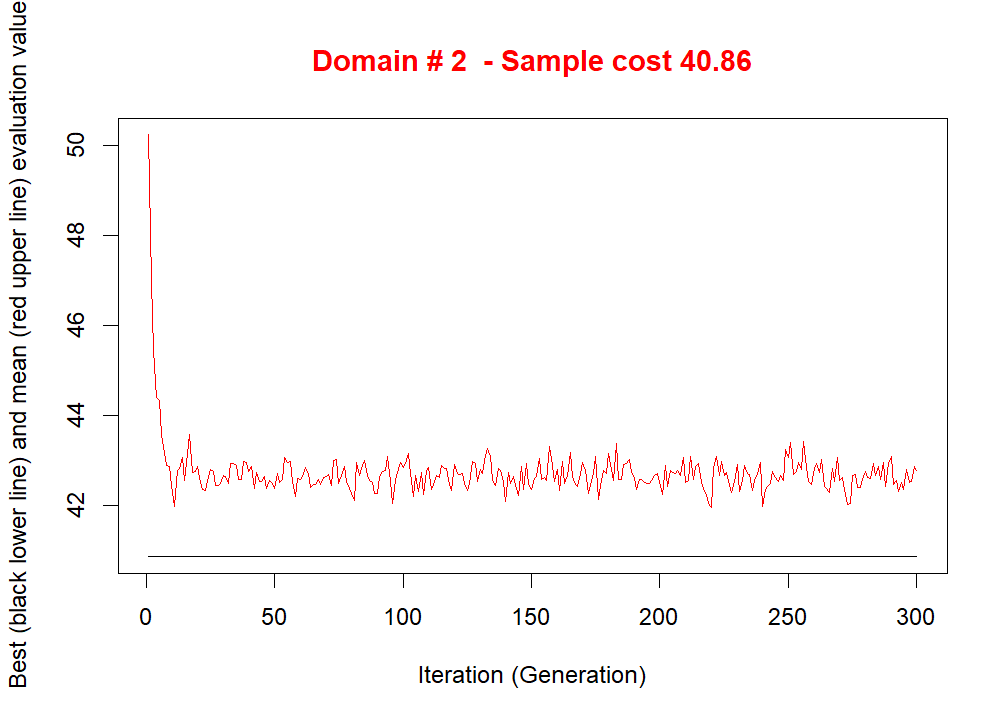 Domain # 2  - Sample cost 40.86
Best (black lower line) and mean (red upper line) evaluation value
50
48
46
44
42
0 50 100 150 200 250 300
Iteration (Generation)